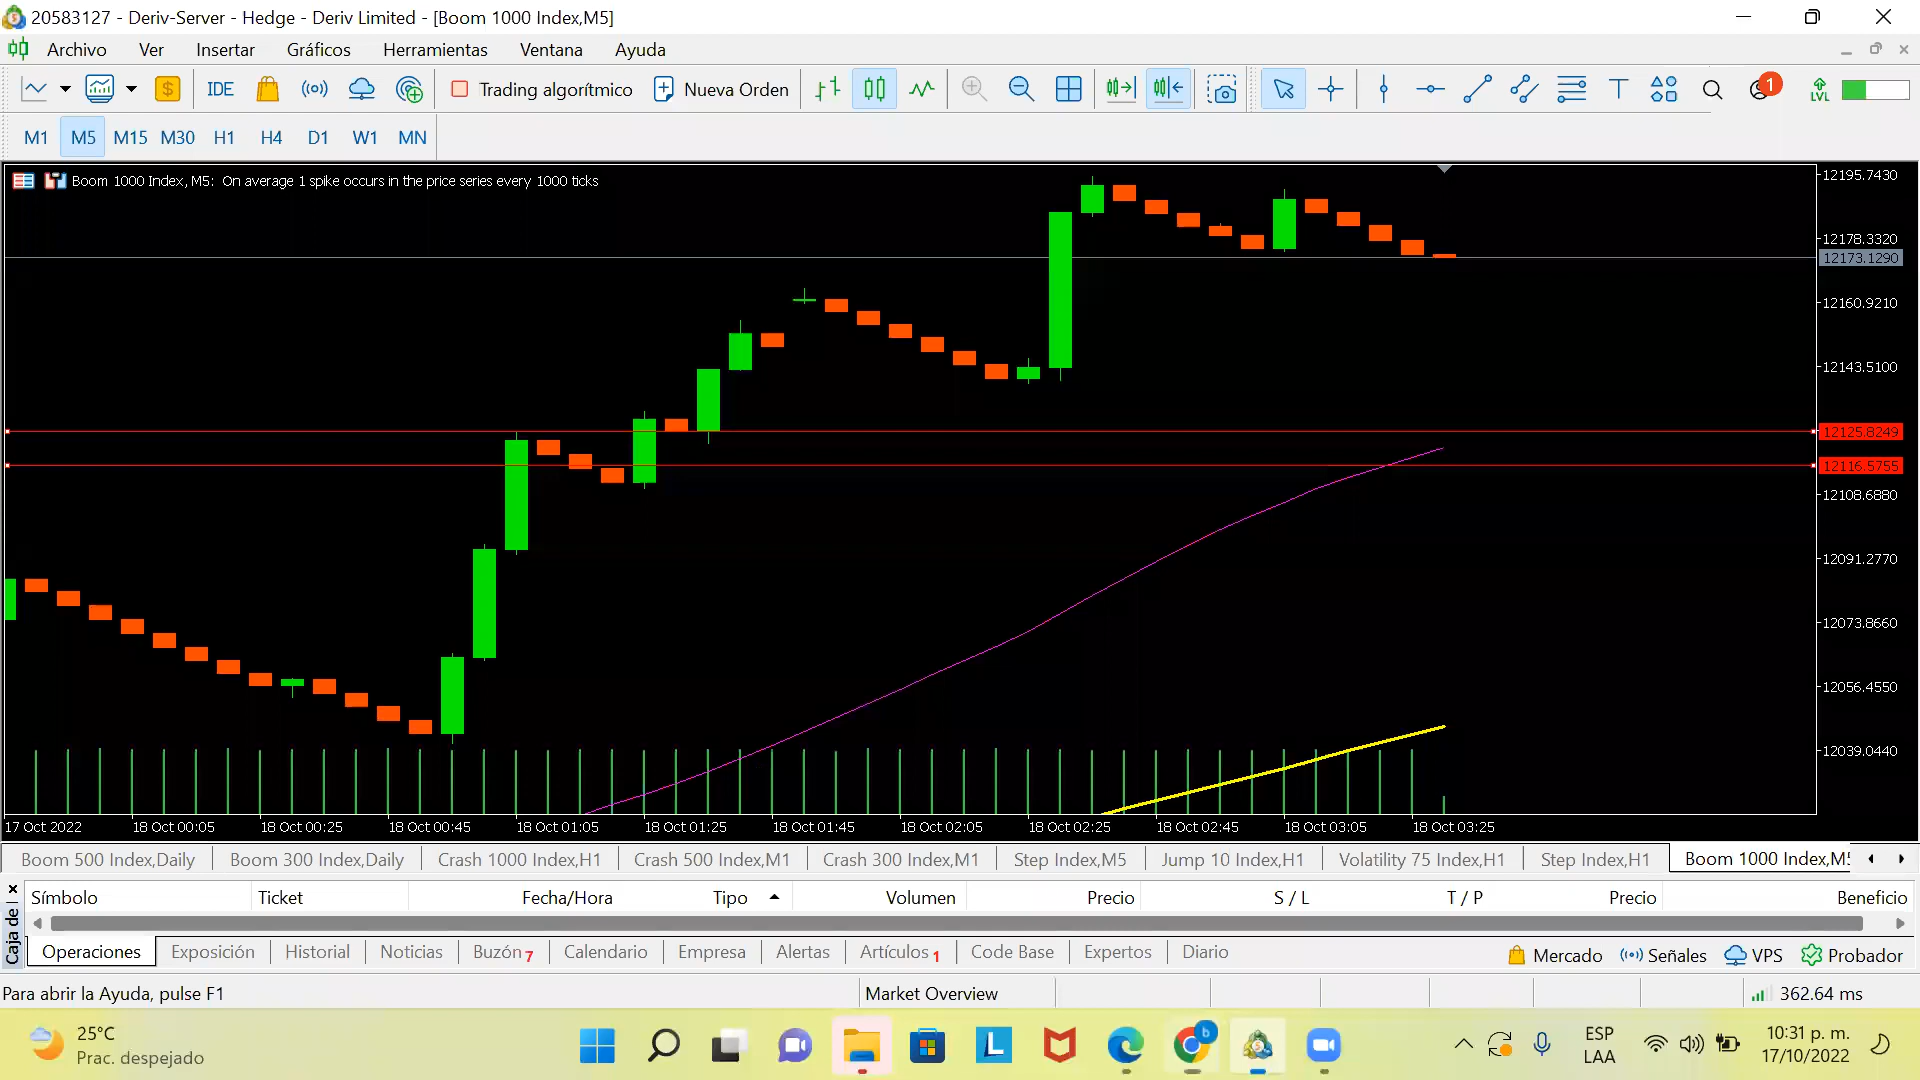 20583127 - Deriv-Server - Hedge - Deriv Limited - [Boom 1000 Index,M5]
Archivo Ver Insertar Gráficos Herramientas Ventana Ayuda
IDE Trading algorítmico Nueva Orden 1 LVL
M1 M5 M15 M30 H1 H4 D1 W1 MN
Boom 1000 Index, M5: On average 1 spike occurs in the price series every 1000 ticks
12195.7430
12178.3320
12173.1290
12160.9210
12143.5100
12125.8249
12116.5755
12108.6880
12091.2770
12073.8660
12056.4550
12039.0440
17 Oct 2022 18 Oct 00:05 18 Oct 00:25 18 Oct 00:45 18 Oct 01:05 18 Oct 01:25 18 Oct 01:45 18 Oct 02:05 18 Oct 02:25 18 Oct 02:45 18 Oct 03:05 18 Oct 03:25
Boom 500 Index,Daily Boom 300 Index,Daily Crash 1000 Index,H1 Crash 500 Index,M1 Crash 300 Index,M1 Step Index,M5 Jump 10 Index,H1 Volatility 75 Index,H1 Step Index,H1 Boom 1000 Index,M5
Símbolo Ticket Fecha/Hora Tipo Volumen Precio S / L T / P Precio Beneficio
Caja de
Operaciones Exposición Historial Noticias Buzón 7 Calendario Empresa Alertas Artículos 1 Code Base Expertos Diario Mercado Señales VPS Probador
Para abrir la Ayuda, pulse F1 Market Overview 362.64 ms
25°C
Prac. despejado
L
b
ESP
LAA
10:31 p. m.
17/10/2022